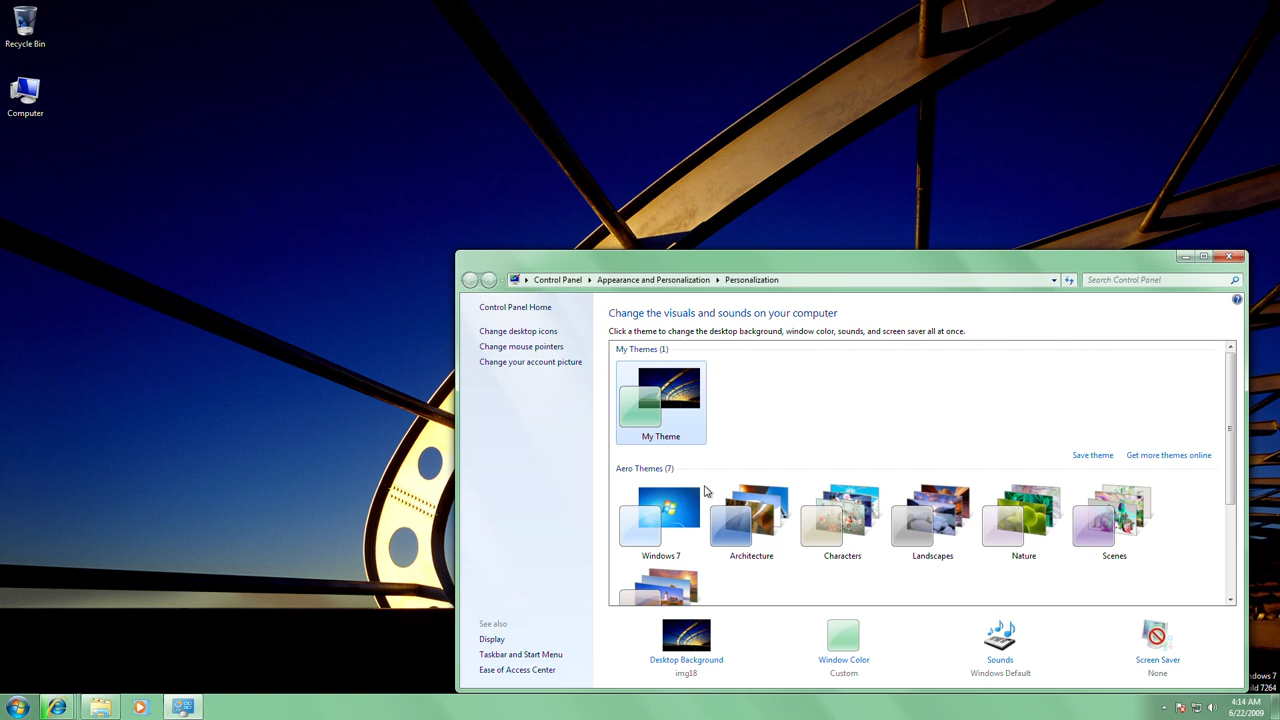 Recycle Bin
Computer
Control Panel
Appearance and Personalization
Personalization
Search Control Panel
Control Panel Home
Change desktop icons
Change mouse pointers
Change your account picture
See also
Display
Taskbar and Start Menu
Ease of Access Center
Change the visuals and sounds on your computer
Click a theme to change the desktop background, window color, sounds, and screen saver all at once.
My Themes (1)
My Theme
Save theme
Get more themes online
Aero Themes (7)
Windows 7
Architecture
Characters
Landscapes
Nature
Scenes
Desktop Background
img18
Window Color
Custom
Sounds
Windows Default
Screen Saver
None
dows 7
ild 7264
4:14 AM
6/22/2009